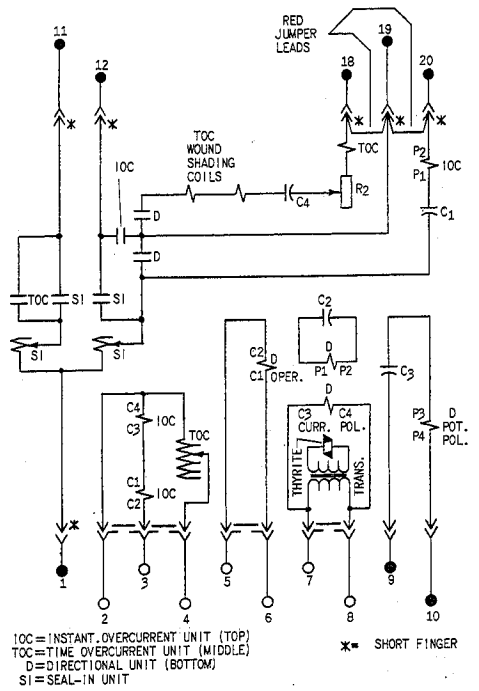 RED
JUMPER
LEADS
11
12
18
19
20
*
*
*
*
*
TOC
WOUND
SHADING
COILS
IOC
TOC
P2
P1
IOC
C4
R2
C1
D
D
TOC
SI
SI
SI
SI
C2
C1
D
OPER.
C2
D
P1 P2
C3
D
C3 C4
CURR. POL.
THYRITE
TRANS.
P3
P4
D
POT.
POL.
C4
C3
IOC
TOC
C1
C2
IOC
*
1
2
3
4
5
6
7
8
9
10
IOC=INSTANT.OVERCURRENT UNIT (TOP)
TOC=TIME OVERCURRENT UNIT (MIDDLE)
D=DIRECTIONAL UNIT (BOTTOM)
SI=SEAL-IN UNIT
*= SHORT FINGER